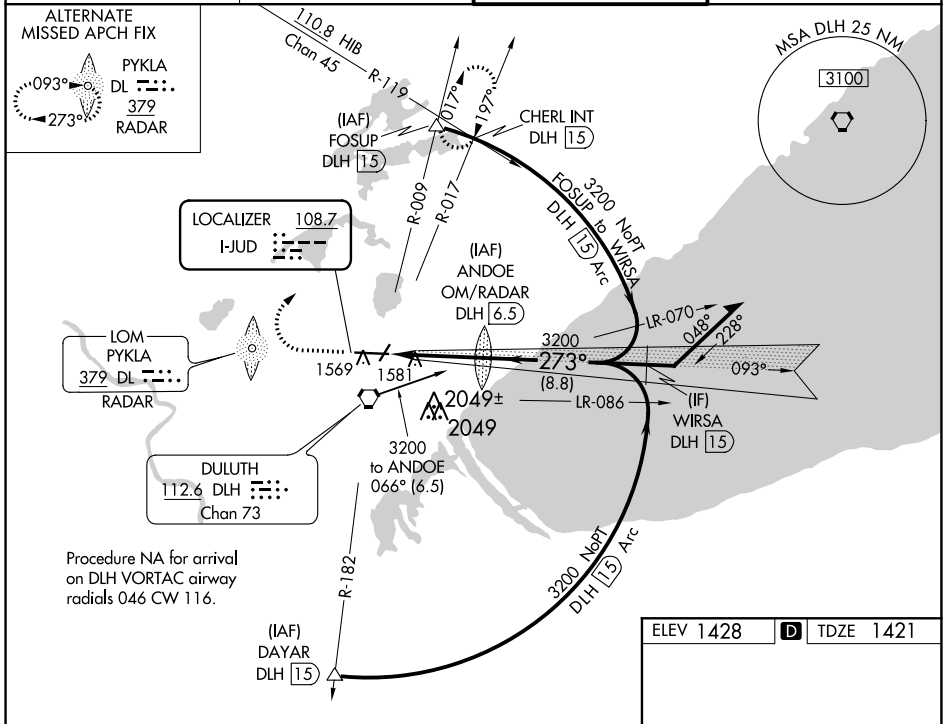 ALTERNATE
MISSED APCH FIX
093°
273°
PYKLA
DL
379
RADAR
110.8 HIB
Chan 45
R-119
017°
197°
(IAF)
FOSUP
DLH 15
CHERL INT
DLH 15
MSA DLH 25 NM
3100
R-009
R-017
3200 NoPT
FOSUP to WIRSA
DLH 15 Arc
LOCALIZER 108.7
I-JUD
(IAF)
ANDOE
OM/RADAR
DLH 6.5
LOM
PYKLA
379 DL
RADAR
1569
1581
3200
273°
(8.8)
LR-070
048°
228°
093°
LR-086
(IF)
WIRSA
DLH 15
2049±
2049
3200
to ANDOE
066° (6.5)
DULUTH
112.6 DLH
Chan 73
Procedure NA for arrival
on DLH VORTAC airway
radials 046 CW 116.
R-182
3200 NoPT
DLH 15 Arc
(IAF)
DAYAR
DLH 15
ELEV 1428 D TDZE 1421